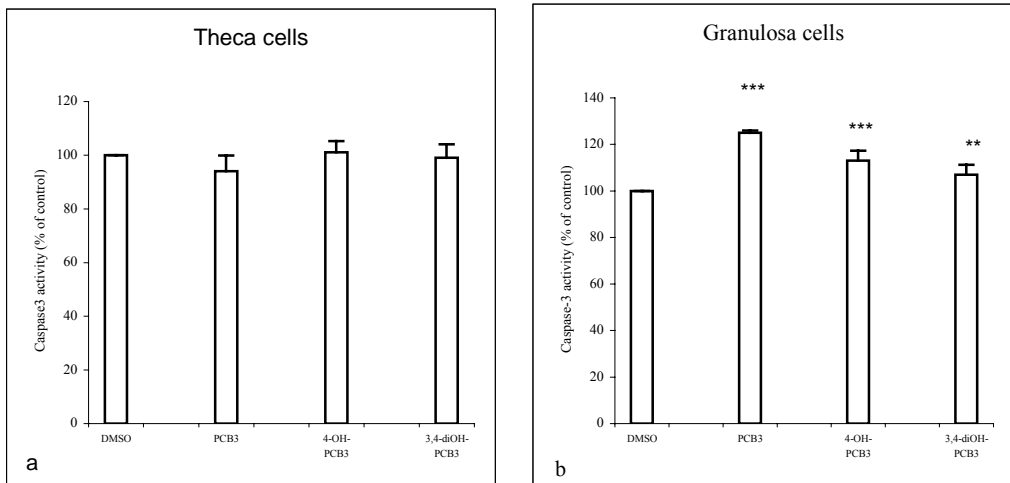 Theca cells
Caspase3 activity (% of control)
120
100
80
60
40
20
0
DMSO
PCB3
4-OH-
PCB3
3,4-diOH-
PCB3
a
Granulosa cells
Caspase-3 activity (% of control)
140
120
100
80
60
40
20
0
***
***
**
DMSO
PCB3
4-OH-
PCB3
3,4-diOH-
PCB3
b